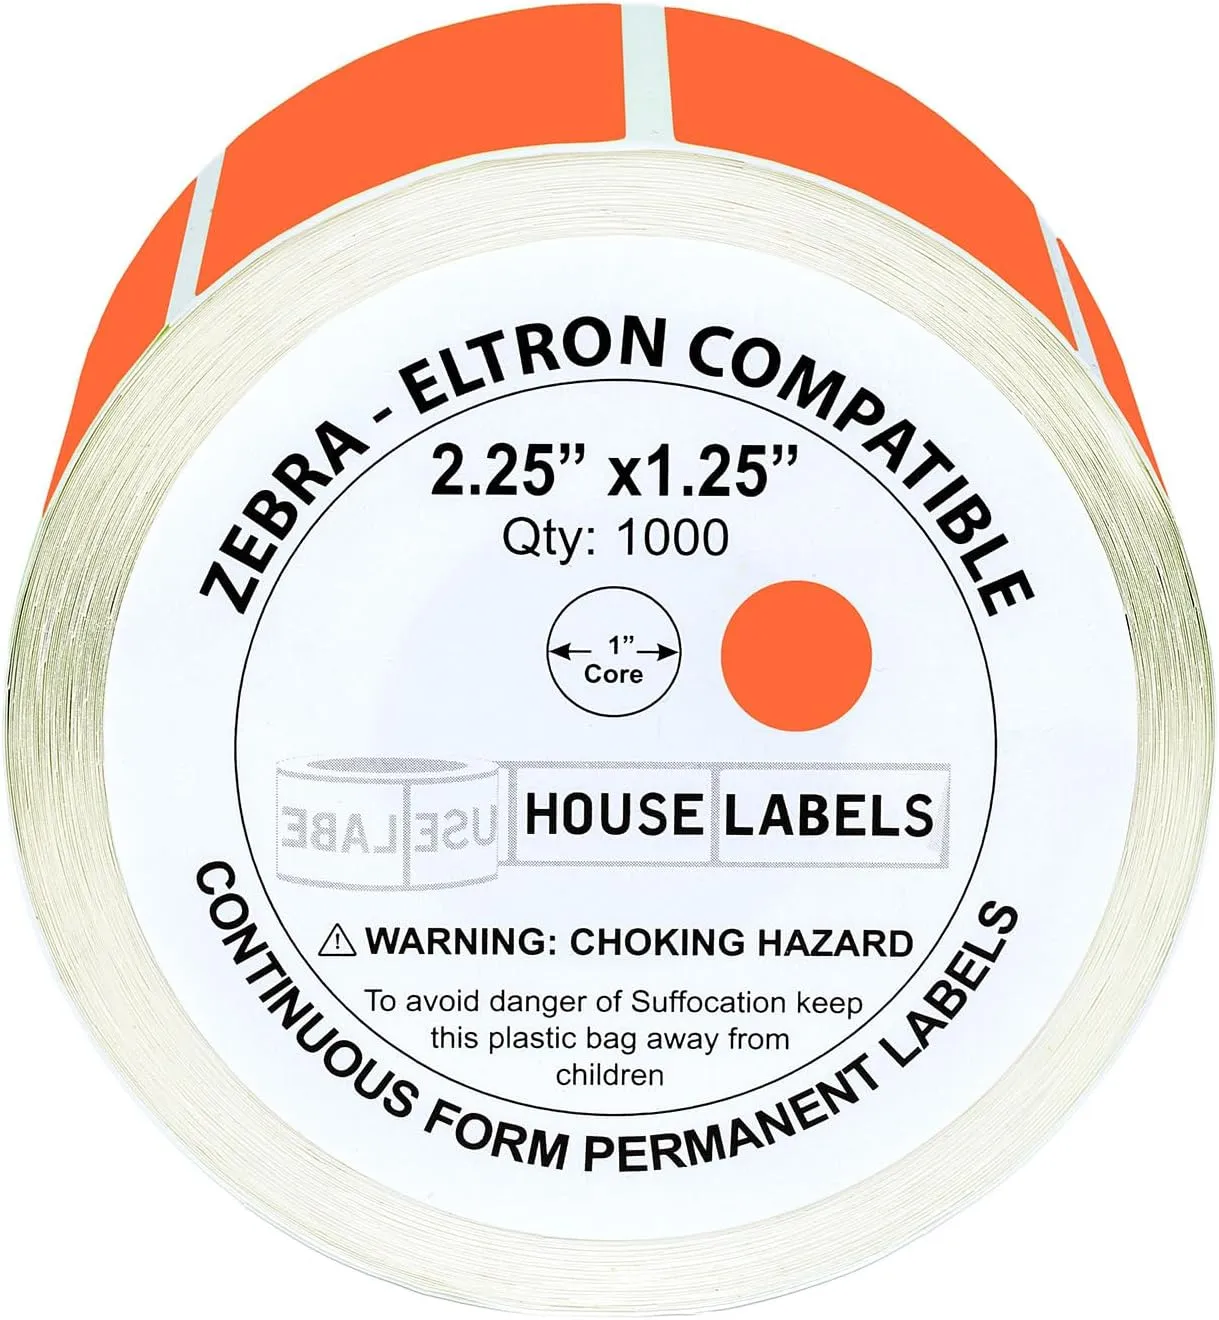 ZEBRA - ELTRON COMPATIBLE
2.25” x1.25”
Qty: 1000
1”
Core
USE LABE
HOUSE LABELS
WARNING: CHOKING HAZARD
To avoid danger of Suffocation keep
this plastic bag away from
children
CONTINUOUS FORM PERMANENT LABELS